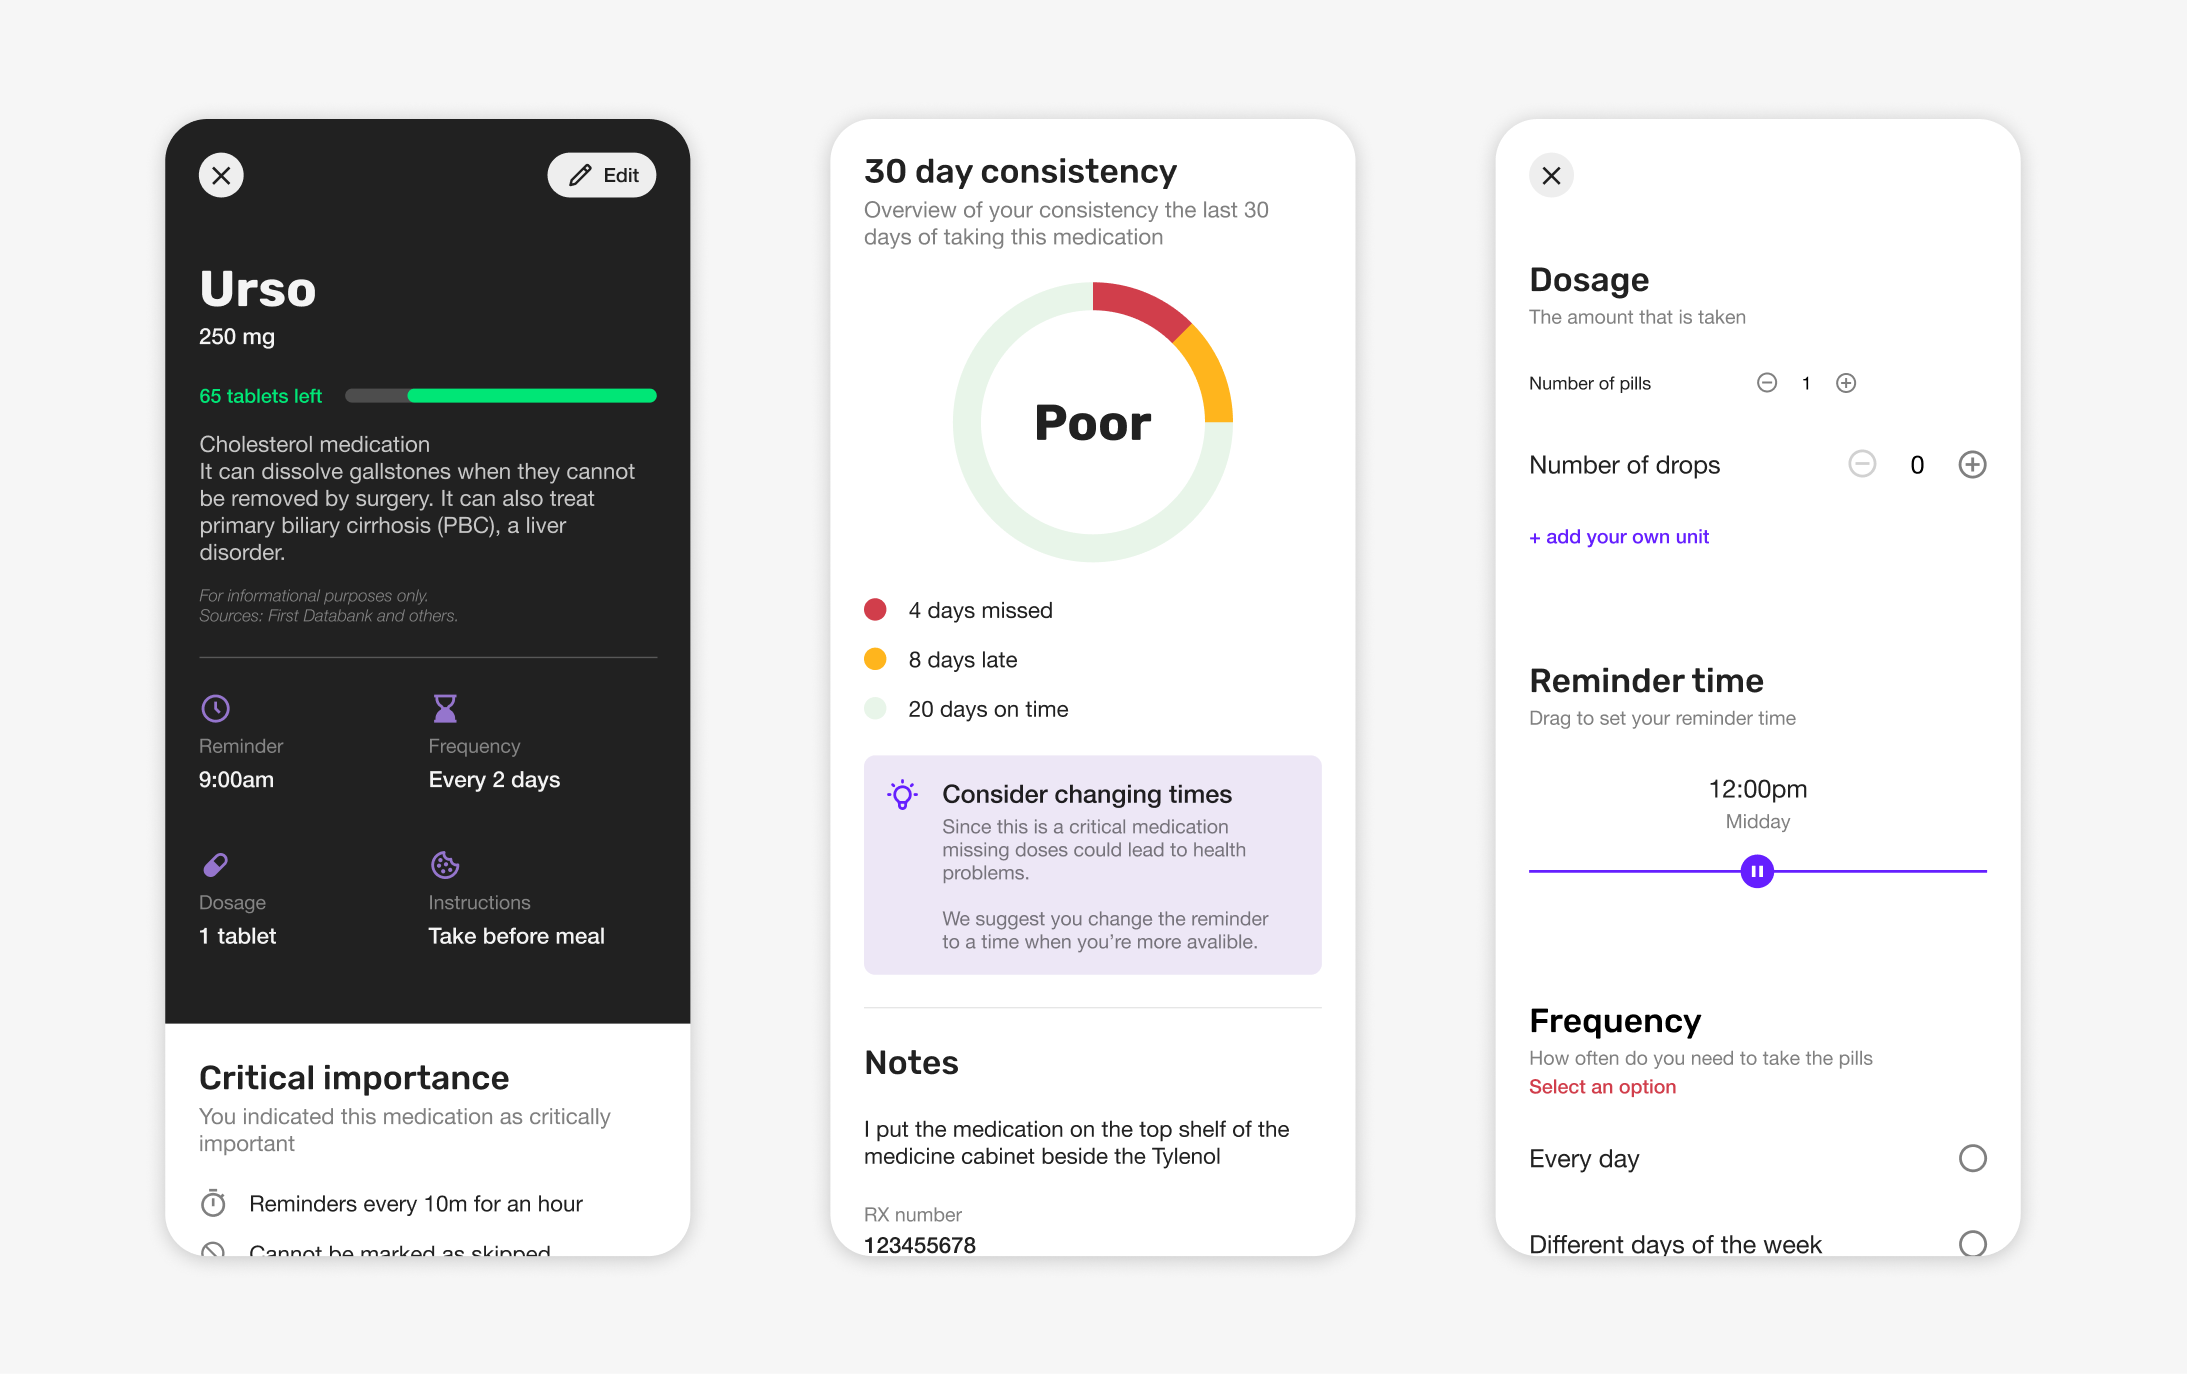 Edit
Urso
250 mg
65 tablets left
Cholesterol medication
It can dissolve gallstones when they cannot
be removed by surgery. It can also treat
primary biliary cirrhosis (PBC), a liver
disorder.
For informational purposes only.
Sources: First Databank and others.
Reminder
9:00am
Frequency
Every 2 days
Dosage
1 tablet
Instructions
Take before meal
Critical importance
You indicated this medication as critically
important
Reminders every 10m for an hour
Cannot be marked as skipped
30 day consistency
Overview of your consistency the last 30
days of taking this medication
Poor
4 days missed
8 days late
20 days on time
Consider changing times
Since this is a critical medication
missing doses could lead to health
problems.
We suggest you change the reminder
to a time when you’re more avalible.
Notes
I put the medication on the top shelf of the
medicine cabinet beside the Tylenol
RX number
123455678
Dosage
The amount that is taken
Number of pills
1
Number of drops
0
+ add your own unit
Reminder time
Drag to set your reminder time
12:00pm
Midday
Frequency
How often do you need to take the pills
Select an option
Every day
Different days of the week